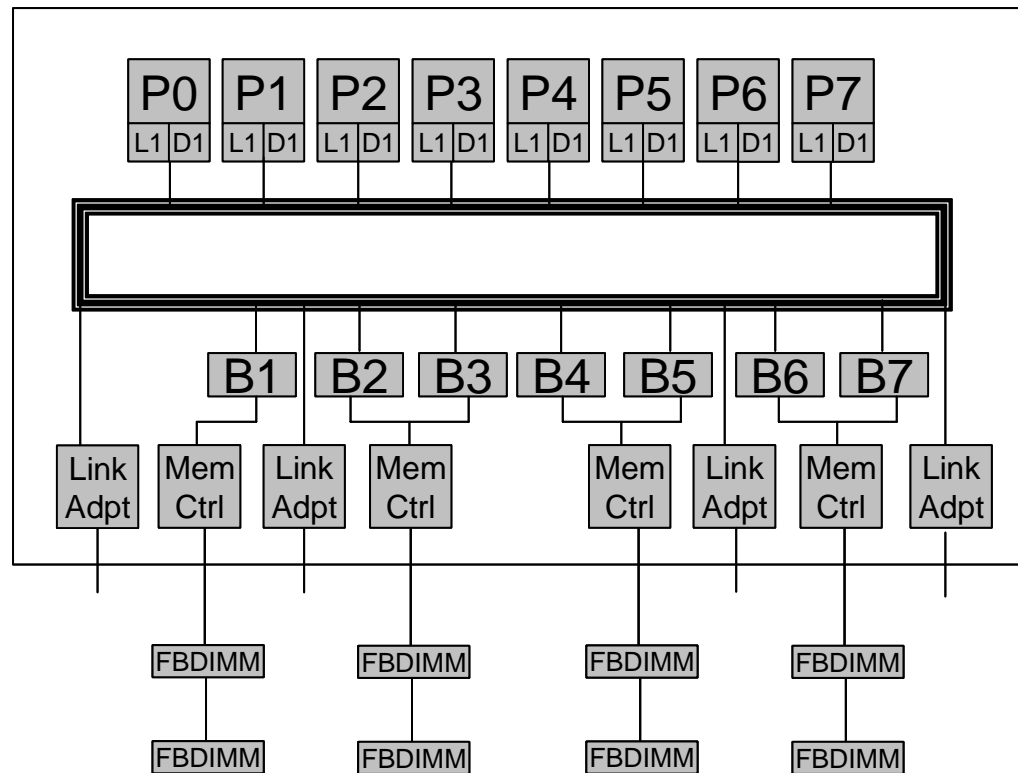 P0 P1 P2 P3 P4 P5 P6 P7
L1 D1 L1 D1 L1 D1 L1 D1 L1 D1 L1 D1 L1 D1 L1 D1
B1 B2 B3 B4 B5 B6 B7
Link Mem Link Mem Mem Link Mem Link
Adpt Ctrl Adpt Ctrl Ctrl Adpt Ctrl Adpt
FBDIMM FBDIMM FBDIMM FBDIMM
FBDIMM FBDIMM FBDIMM FBDIMM